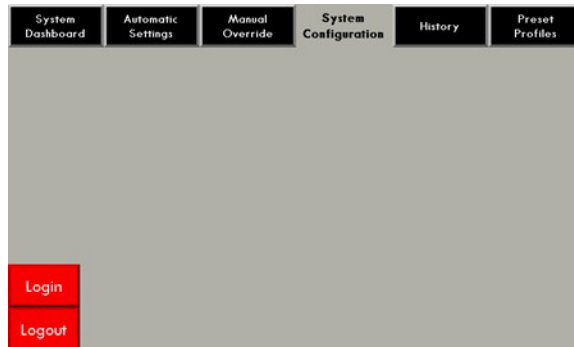 System
Dashboard
Automatic
Settings
Manual
Override
System
Configuration
History
Preset
Profiles
Login
Logout